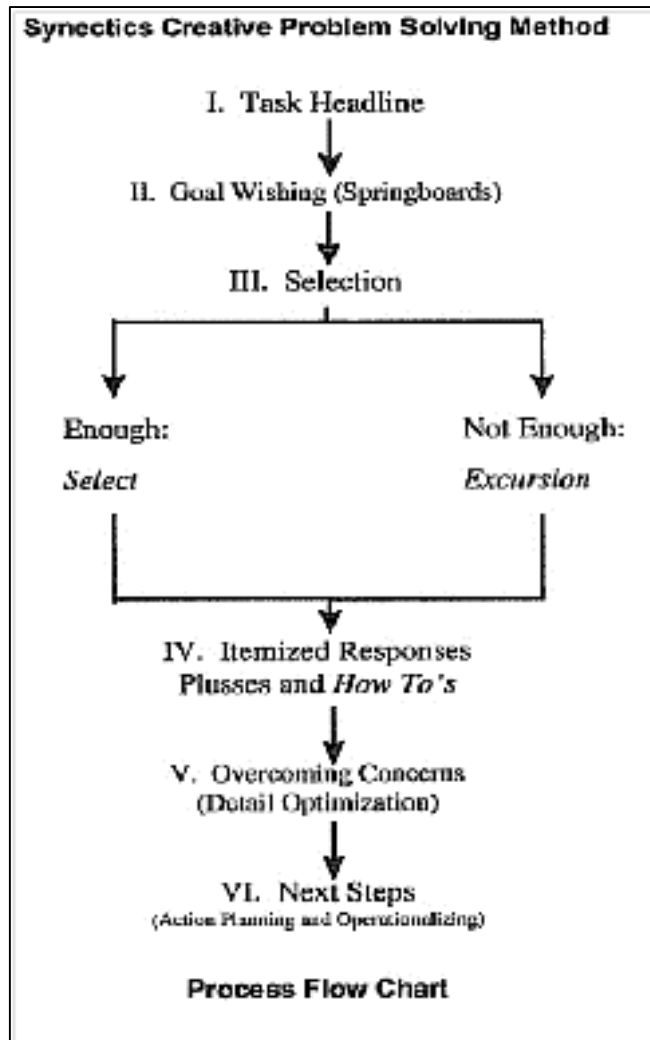 Synectics Creative Problem Solving Method
I. Task Headline
II. Goal Wishing (Springboards)
III. Selection
Enough:
Not Enough:
Select
Excursion
IV. Itemized Responses
Plusses and How To's
V. Overcoming Concerns
(Detail Optimization)
VI. Next Steps
(Action Planning and Operationalizing)
Process Flow Chart